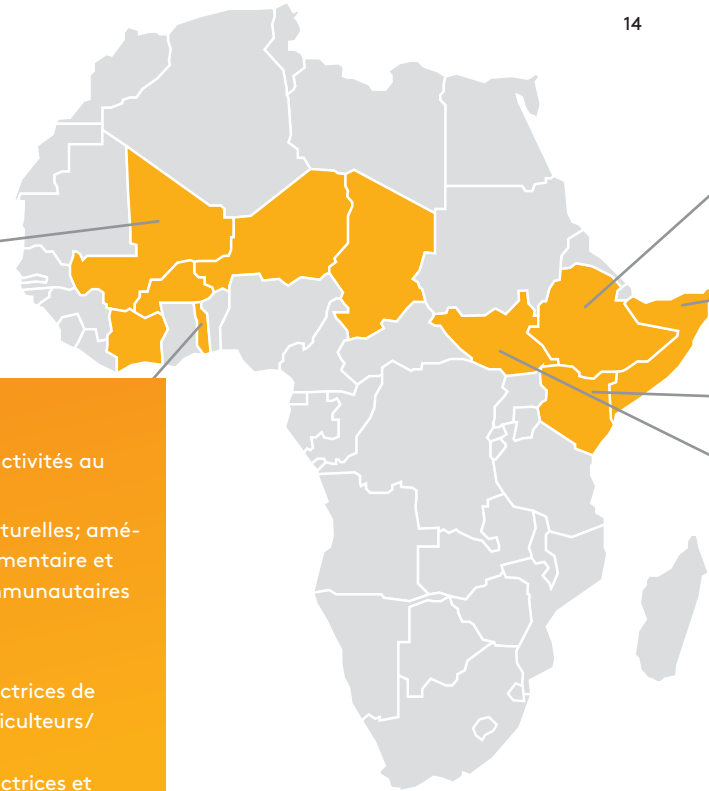 14
ctivités au
turelles; amé-
mentaire et
mmunautaires
ctrices de
iculteurs/
ctrices et